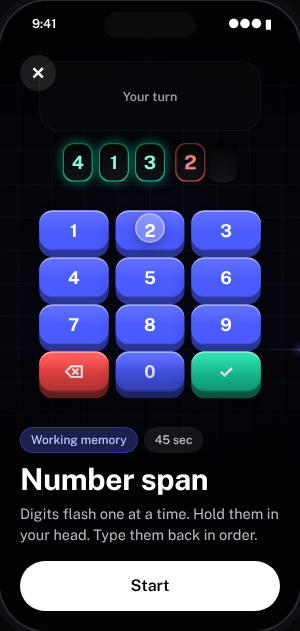 9:41
Your turn
4 1 3 2
1 2 3
4 5 6
7 8 9
0
Working memory 45 sec
Number span
Digits flash one at a time. Hold them in
your head. Type them back in order.
Start